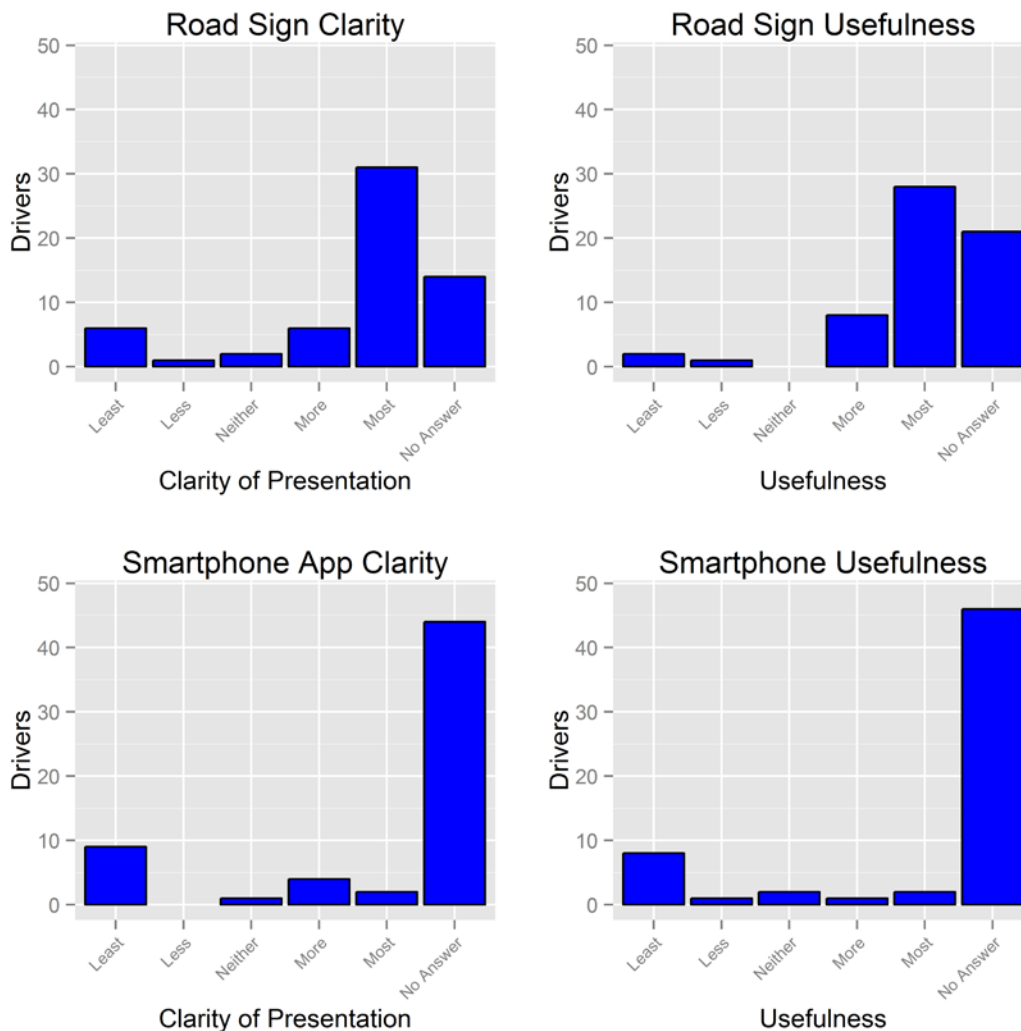 Road Sign Clarity
50
40
30
20
10
0
Drivers
Least
Less
Neither
More
Most
No Answer
Clarity of Presentation
Road Sign Usefulness
50
40
30
20
10
0
Drivers
Least
Less
Neither
More
Most
No Answer
Usefulness
Smartphone App Clarity
50
40
30
20
10
0
Drivers
Least
Less
Neither
More
Most
No Answer
Clarity of Presentation
Smartphone Usefulness
50
40
30
20
10
0
Drivers
Least
Less
Neither
More
Most
No Answer
Usefulness